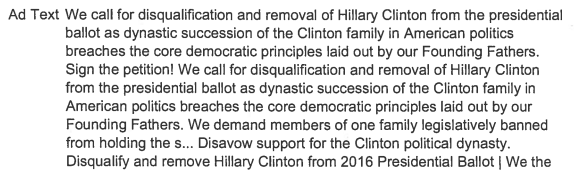 Ad Text We call for disqualification and removal of Hillary Clinton from the presidential
ballot as dynastic succession of the Clinton family in American politics
breaches the core democratic principles laid out by our Founding Fathers.
Sign the petition! We call for disqualification and removal of Hillary Clinton
from the presidential ballot as dynastic succession of the Clinton family in
American politics breaches the core democratic principles laid out by our
Founding Fathers. We demand members of one family legislatively banned
from holding the s... Disavow support for the Clinton political dynasty.
Disqualify and remove Hillary Clinton from 2016 Presidential Ballot | We the